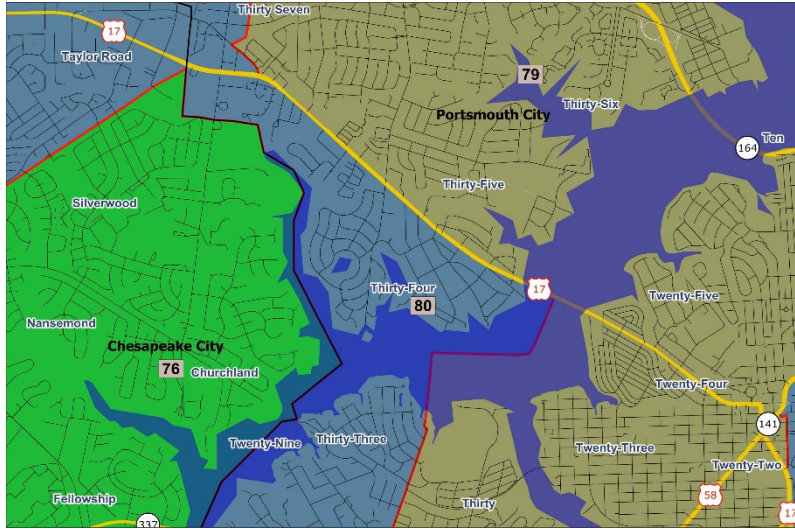 Thirty Seven
17
Taylor Road
79
Thirty-Six
Portsmouth City
Ten
164
Thirty-Five
Silverwood
Thirty-Four
17
Twenty-Five
80
Nansemond
Chesapeake City
76
Churchland
Twenty-Four
141
Twenty-Nine
Thirty-Three
Twenty-Three
Twenty-Two
Fellowship
Thirty
58
17
337